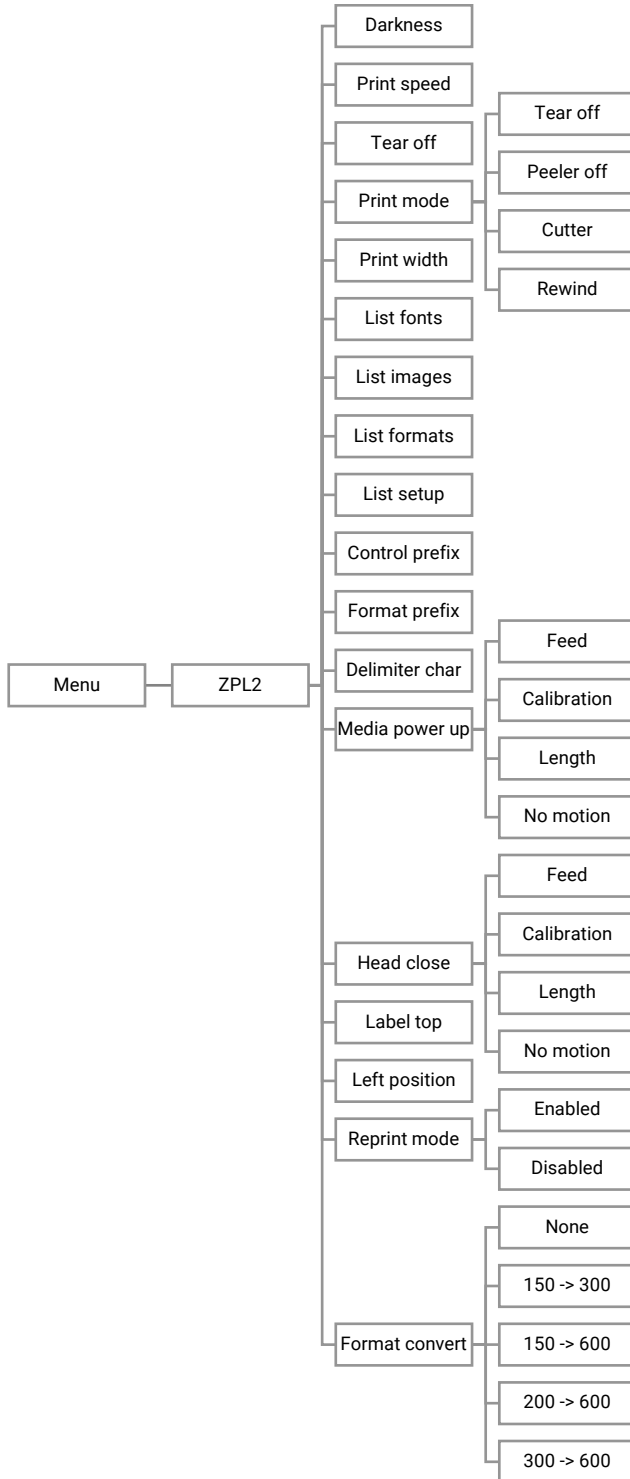 Menu
ZPL2
Darkness
Print speed
Tear off
Print mode
Tear off
Peeler off
Cutter
Rewind
Print width
List fonts
List images
List formats
List setup
Control prefix
Format prefix
Delimiter char
Media power up
Feed
Calibration
Length
No motion
Head close
Feed
Calibration
Length
No motion
Label top
Left position
Reprint mode
Enabled
Disabled
Format convert
None
150 -> 300
150 -> 600
200 -> 600
300 -> 600